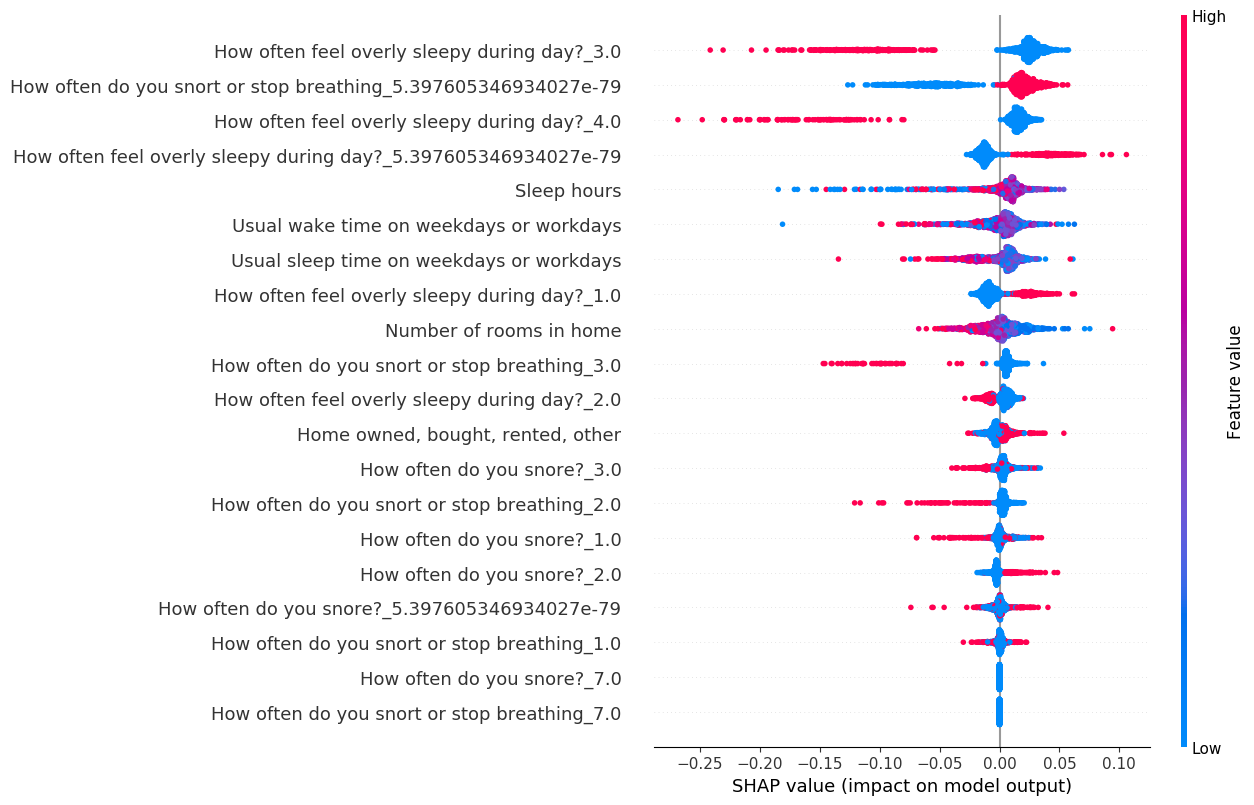 High
How often feel overly sleepy during day?_3.0
How often do you snort or stop breathing_5.397605346934027e-79
How often feel overly sleepy during day?_4.0
How often feel overly sleepy during day?_5.397605346934027e-79
Sleep hours
Usual wake time on weekdays or workdays
Usual sleep time on weekdays or workdays
How often feel overly sleepy during day?_1.0
Number of rooms in home
How often do you snort or stop breathing_3.0
How often feel overly sleepy during day?_2.0
Home owned, bought, rented, other
How often do you snore?_3.0
How often do you snort or stop breathing_2.0
How often do you snore?_1.0
How often do you snore?_2.0
How often do you snore?_5.397605346934027e-79
How often do you snort or stop breathing_1.0
How often do you snore?_7.0
How often do you snort or stop breathing_7.0
Feature value
Low
−0.25 −0.20 −0.15 −0.10 −0.05 0.00 0.05 0.10
SHAP value (impact on model output)